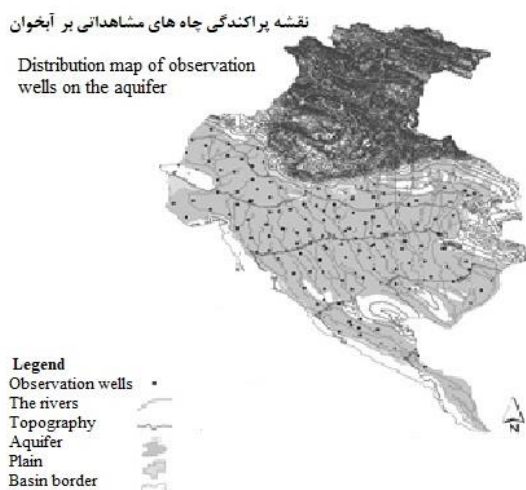 نقشه پراکندگی چاه های مشاهداتی بر آبخوان
Distribution map of observation
wells on the aquifer
Legend
Observation wells
The rivers
Topography
Aquifer
Plain
Basin border
N